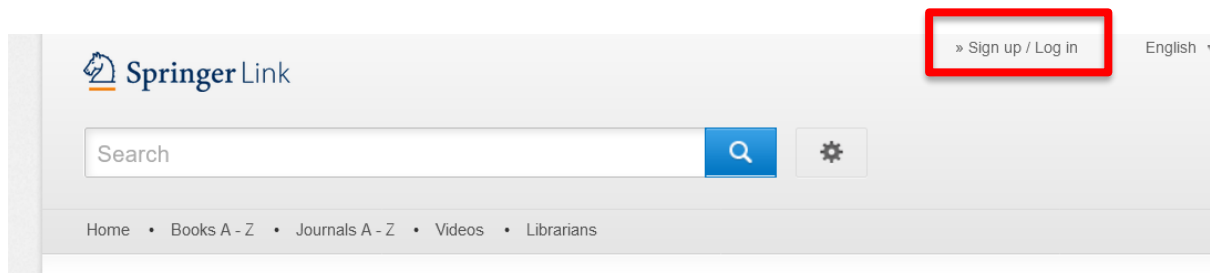 » Sign up / Log in English
Springer Link
Search
Home • Books A - Z • Journals A - Z • Videos • Librarians